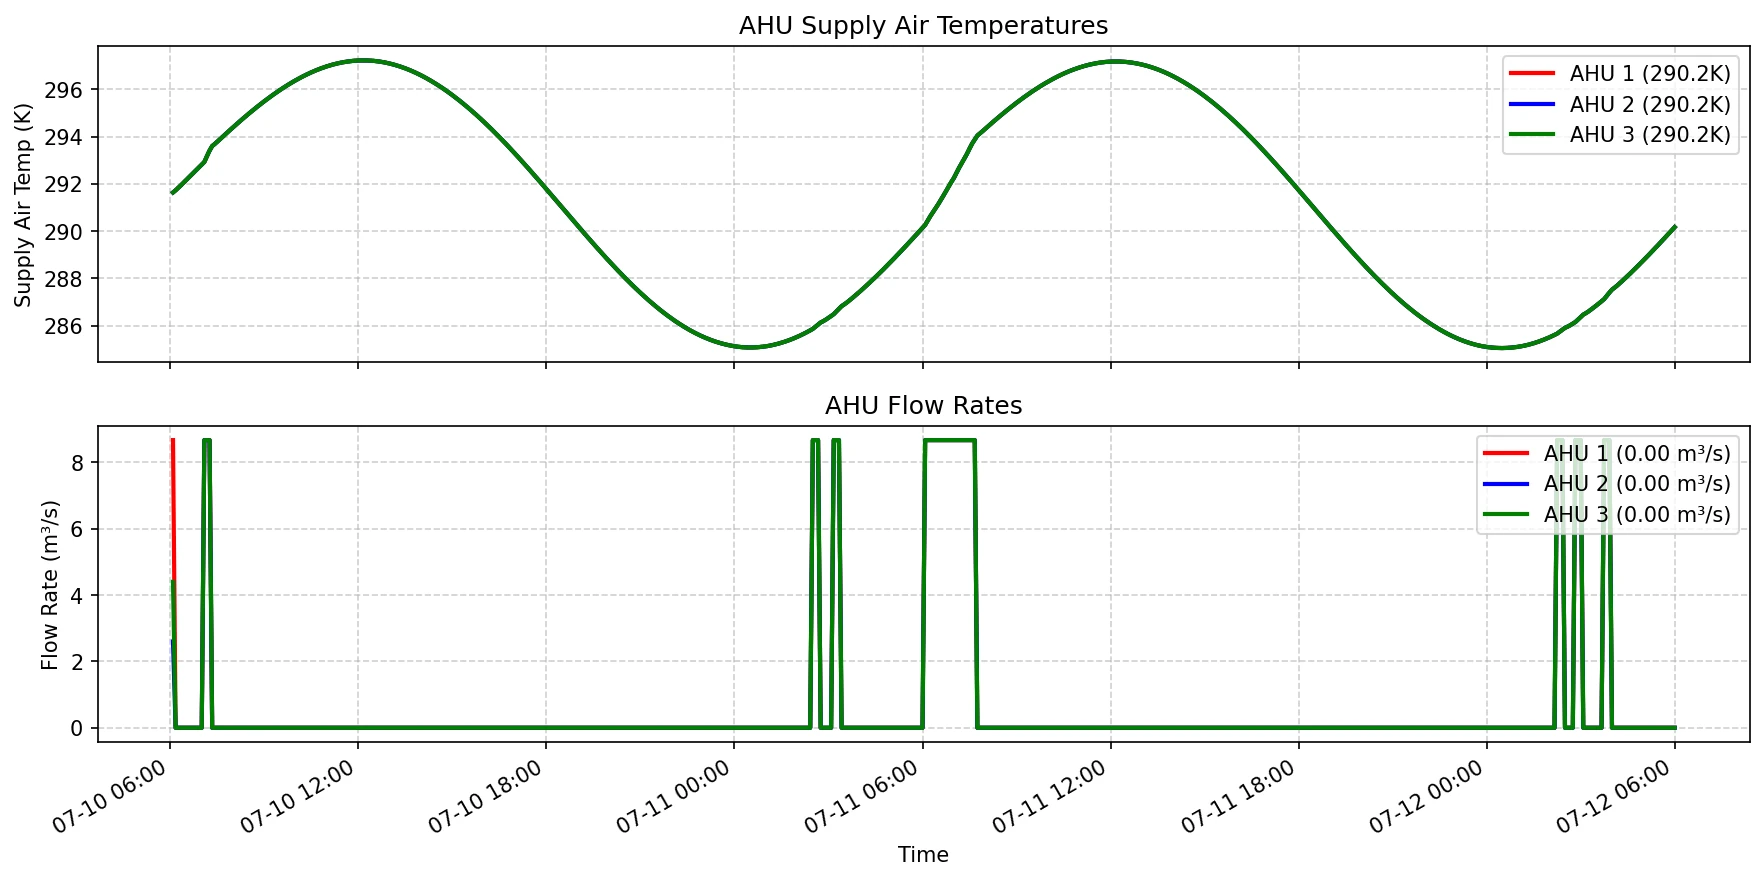 AHU Supply Air Temperatures
Supply Air Temp (K)
296
294
292
290
288
286
AHU 1 (290.2K)
AHU 2 (290.2K)
AHU 3 (290.2K)
AHU Flow Rates
Flow Rate (m³/s)
8
6
4
2
0
AHU 1 (0.00 m³/s)
AHU 2 (0.00 m³/s)
AHU 3 (0.00 m³/s)
07-10 06:00
07-10 12:00
07-10 18:00
07-11 00:00
07-11 06:00
07-11 12:00
07-11 18:00
07-12 00:00
07-12 06:00
Time